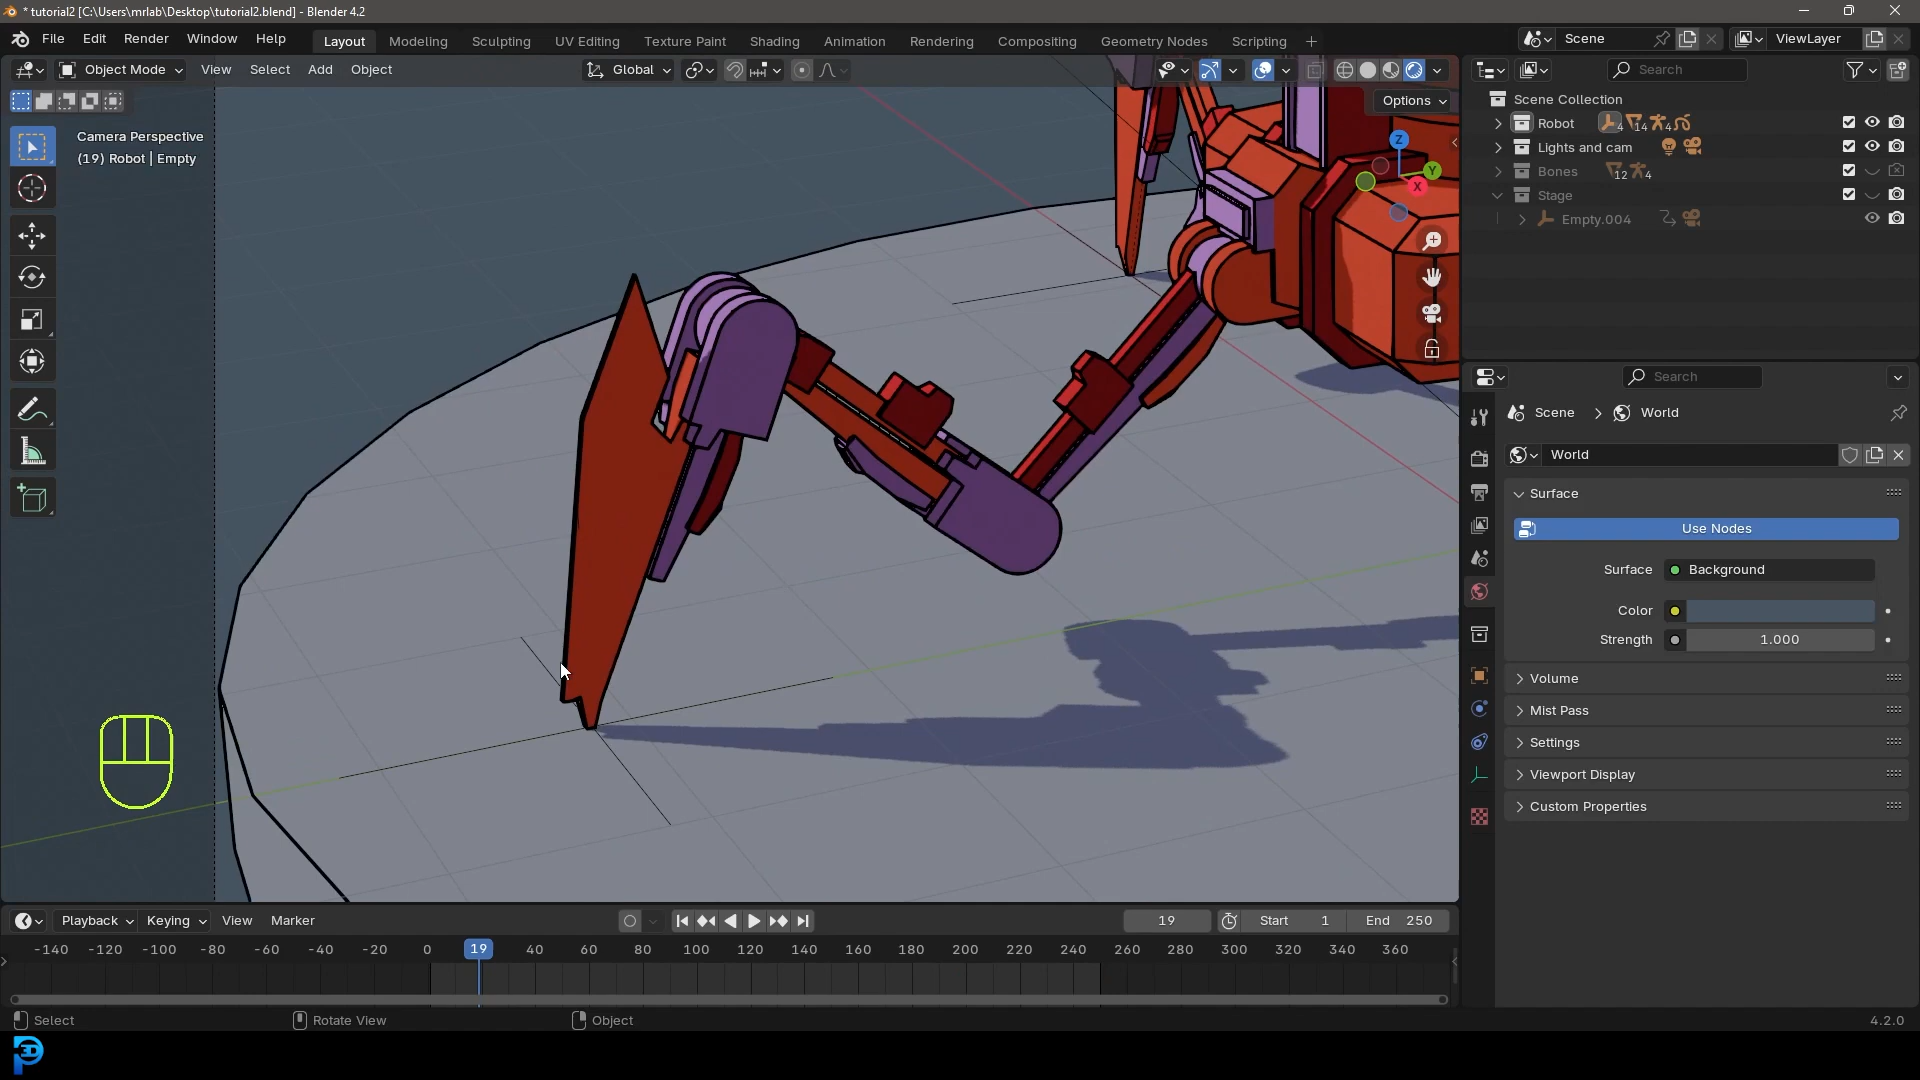 * tutorial2 [C:\Users\mrlab\Desktop\tutorial2.blend] - Blender 4.2
File Edit Render Window Help
Layout Modeling Sculpting UV Editing Texture Paint Shading Animation Rendering Compositing Geometry Nodes Scripting +
Scene ViewLayer
Object Mode View Select Add Object
Global
Search
Options
Camera Perspective
(19) Robot | Empty
Z
Y
X
Scene Collection
Robot 4 14 4
Lights and cam
Bones 12 4
Stage
Empty.004
Search
Scene > World
World
Surface
Use Nodes
Surface Background
Color
Strength 1.000
Volume
Mist Pass
Settings
Viewport Display
Custom Properties
Playback Keying View Marker
19 Start 1 End 250
-140 -120 -100 -80 -60 -40 -20 0 19 40 60 80 100 120 140 160 180 200 220 240 260 280 300 320 340 360
Select Rotate View Object
4.2.0